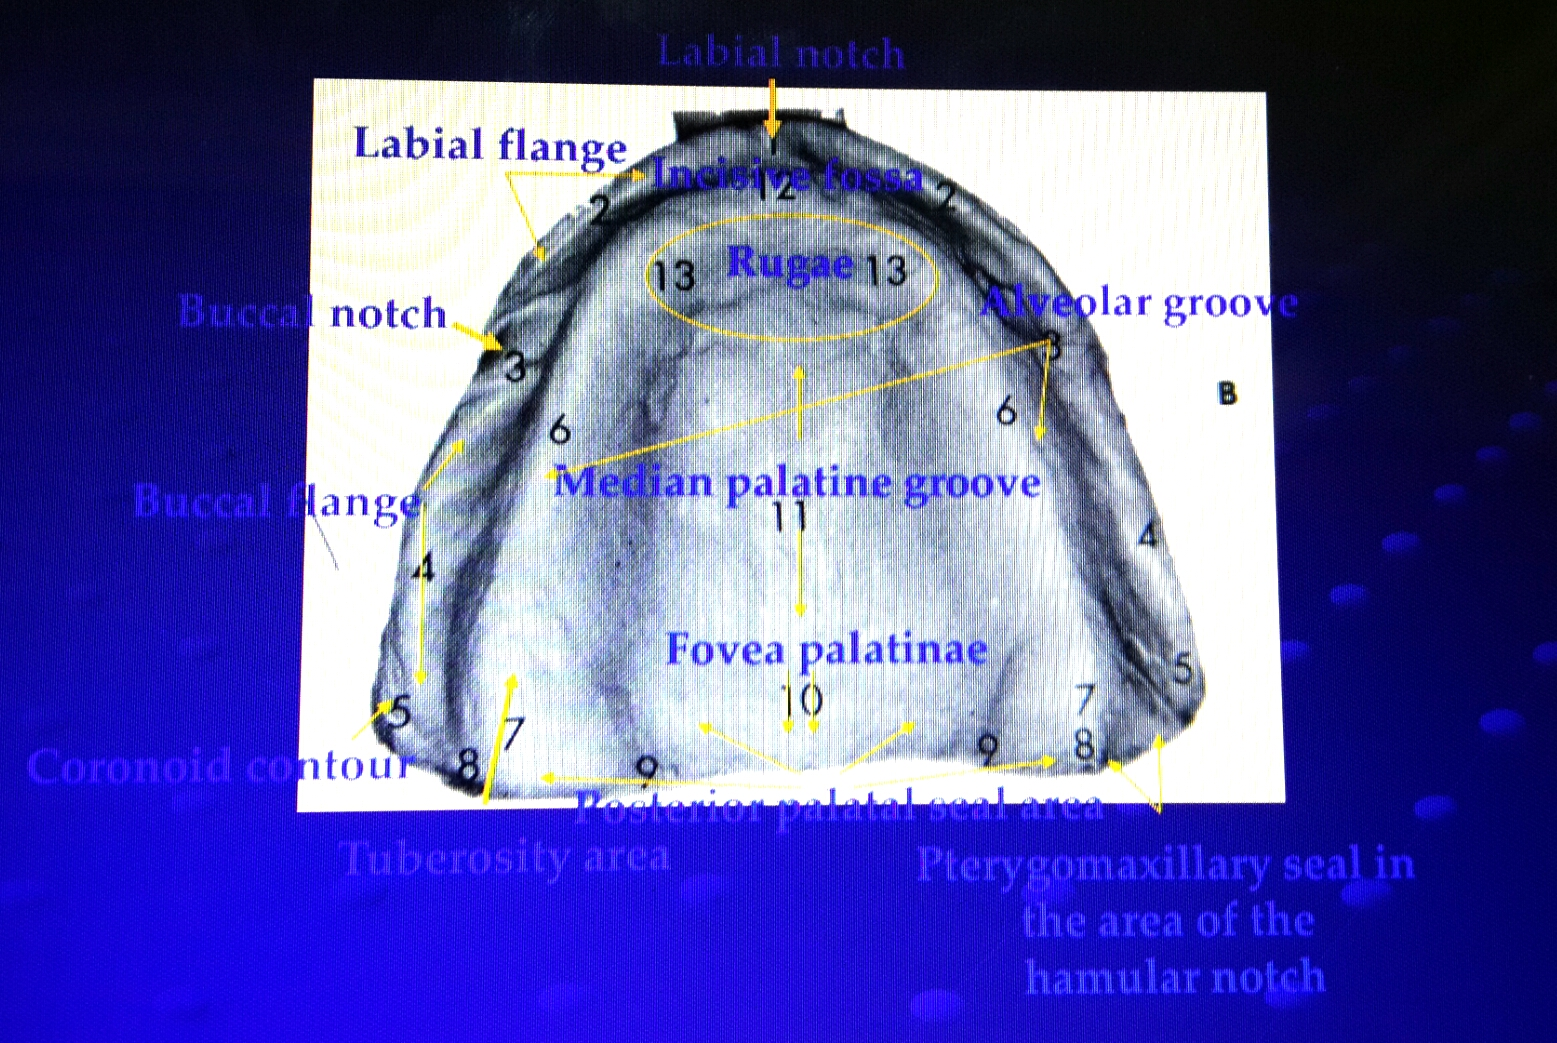 Labial notch
Labial flange
1
Incisive fossa
12
2
2
Rugae
13
13
Buccal notch
Alveolar groove
3
3
B
6
6
Median palatine groove
11
Buccal flange
4
4
Fovea palatinae
10
5
5
7
7
8
8
9
9
Coronoid contour
Posterior palatal seal area
Tuberosity area
Pterygomaxillary seal in
the area of the
hamular notch